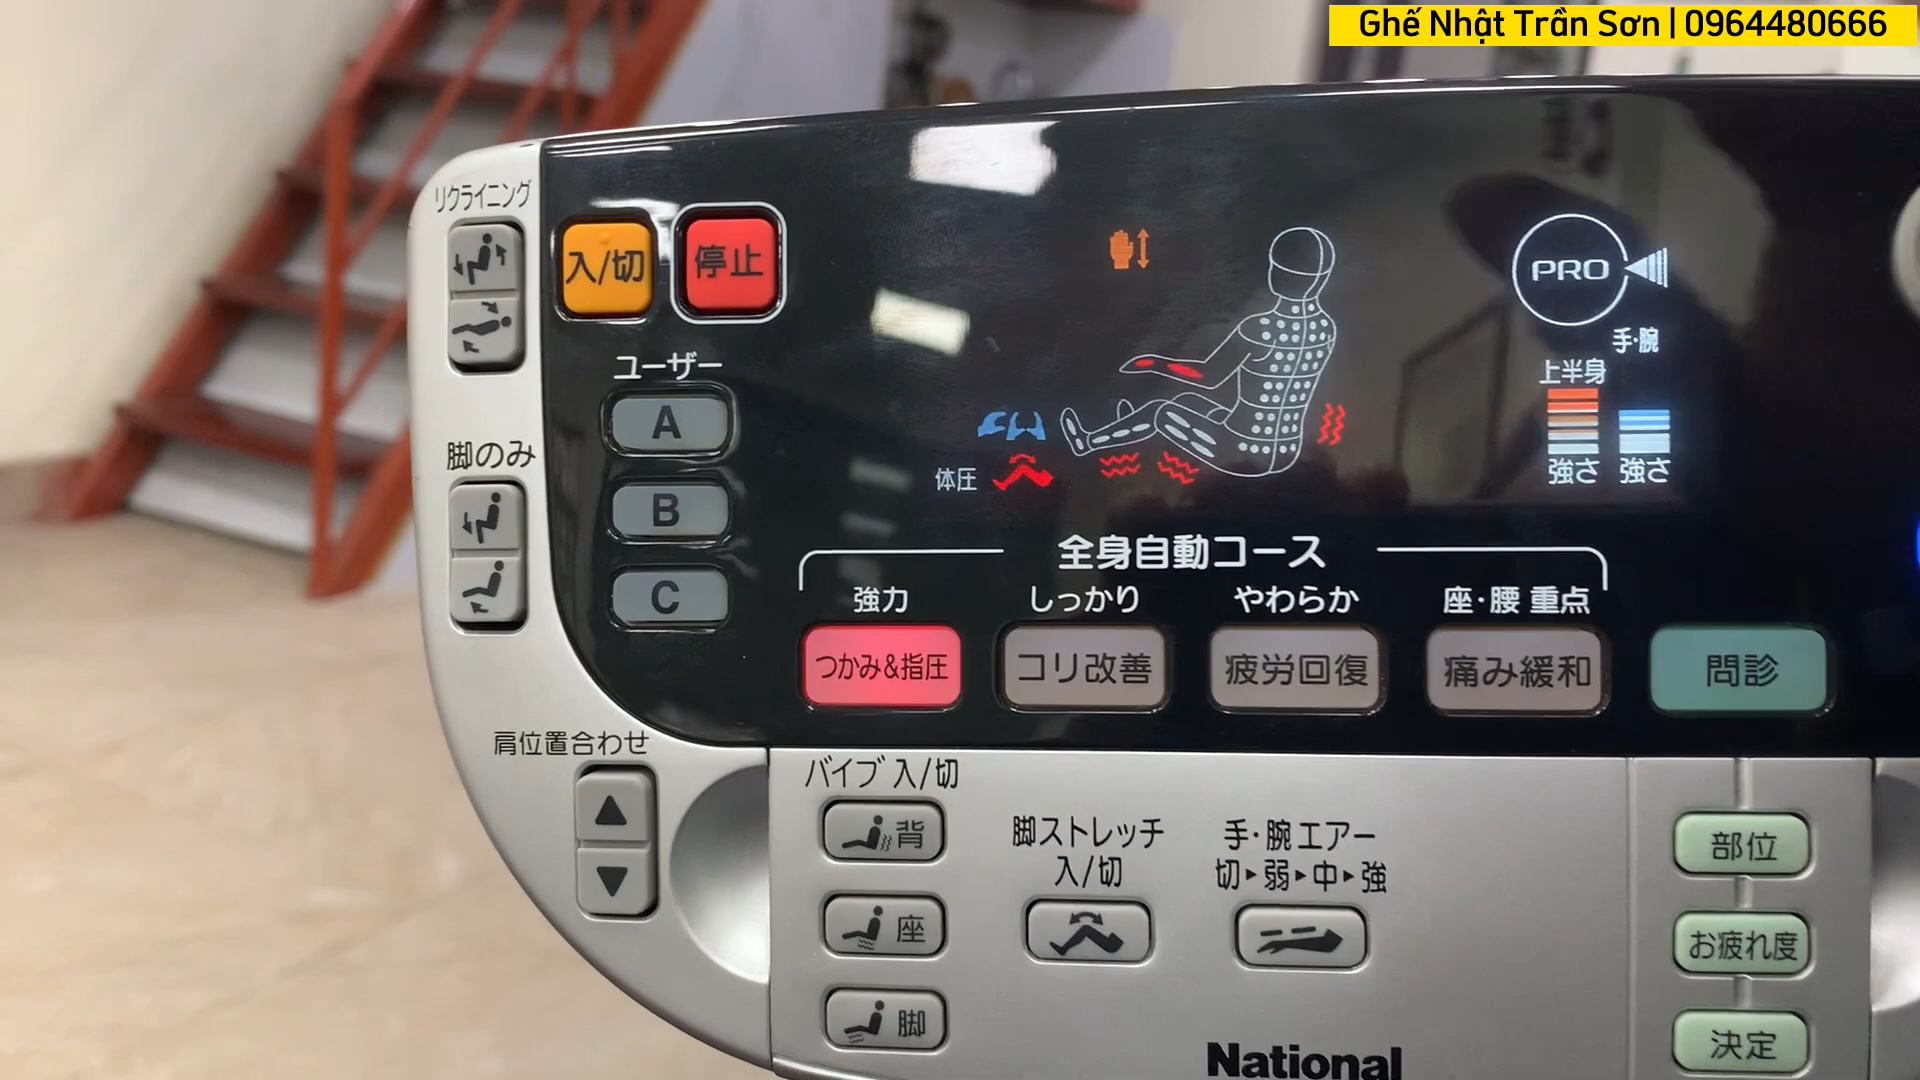 Ghế Nhật Trần Sơn | 0964480666
リクライニング
入/切
停止
PRO
手・腕
上半身
強さ
強さ
体圧
ユーザー
A
B
C
脚のみ
全身自動コース
強力
しっかり
やわらか
座・腰 重点
つかみ&指圧
コリ改善
疲労回復
痛み緩和
問診
肩位置合わせ
▲
▼
バイブ 入/切
背
座
脚
脚ストレッチ
入/切
手・腕エアー
切▸弱▸中▸強
部位
お疲れ度
決定
National